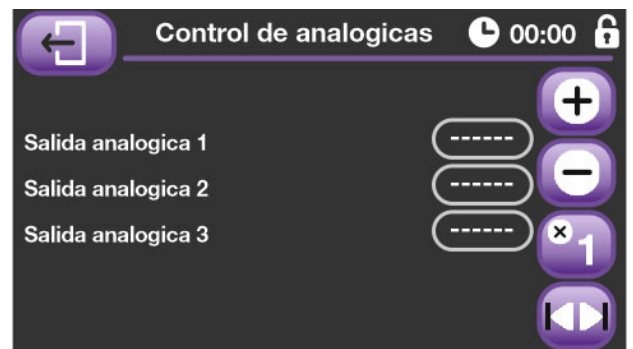 Control de analogicas 00:00
Salida analogica 1 ------
Salida analogica 2 ------
Salida analogica 3 ------
+
-
×1